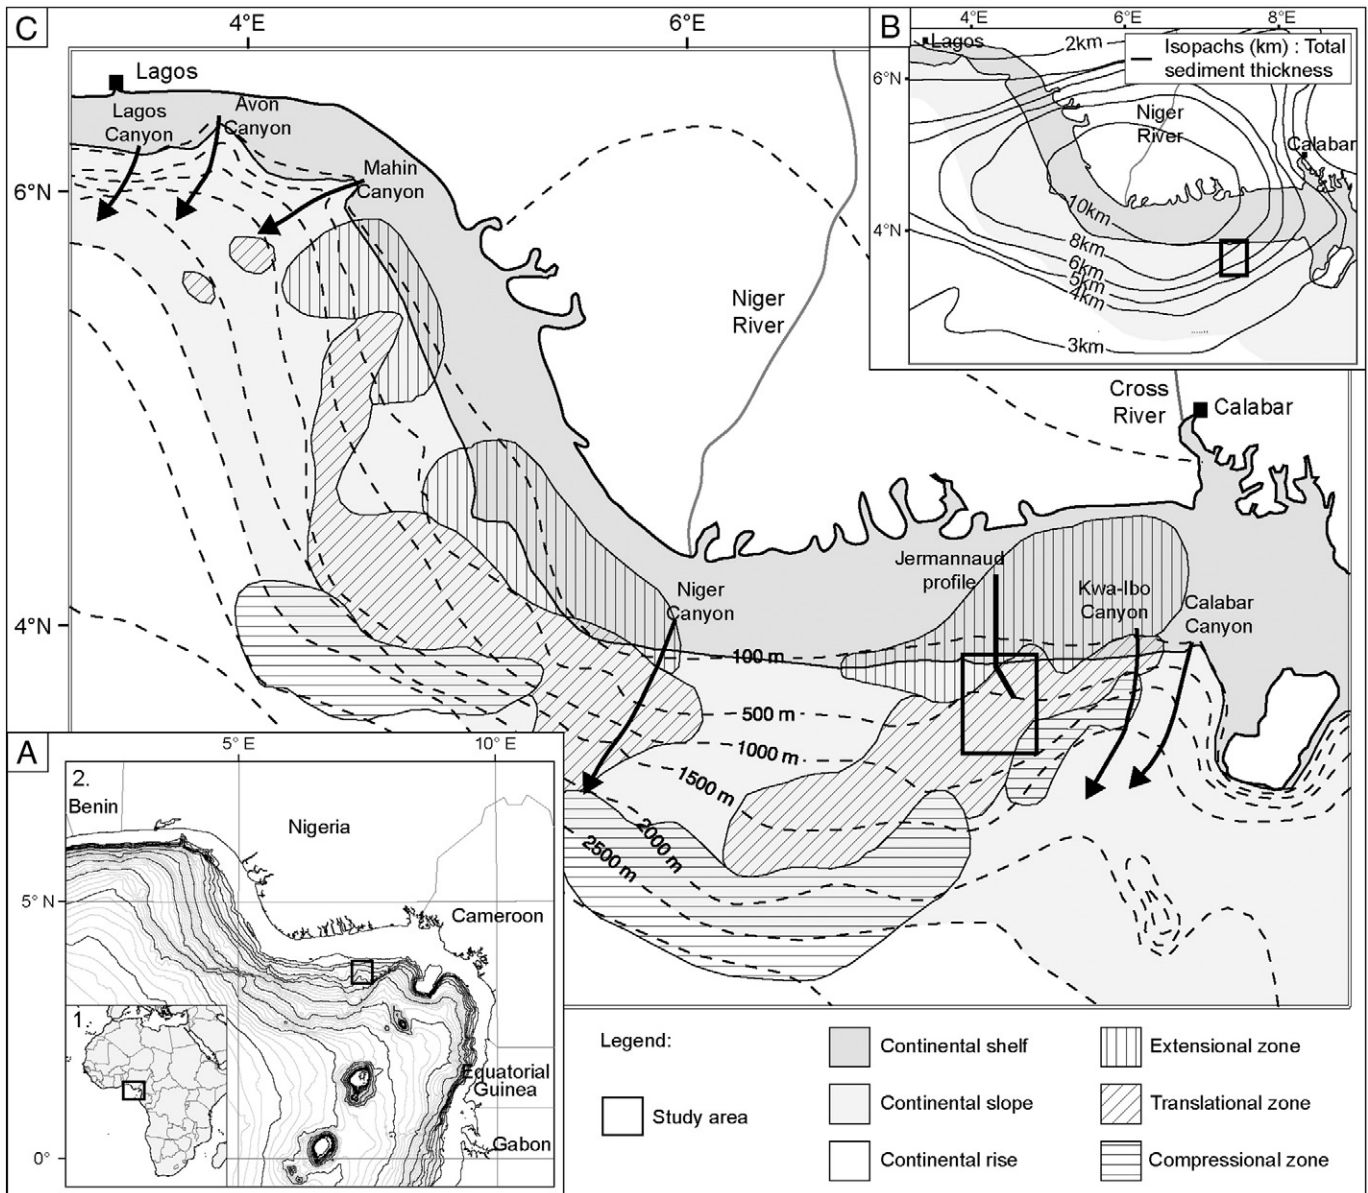 C
4°E
6°E
6°N
4°N
Lagos
Lagos
Canyon
Avon
Canyon
Mahin
Canyon
Niger
River
Cross
River
Calabar
Jermannaud
profile
Kwa-Ibo
Canyon
Calabar
Canyon
Niger
Canyon
100 m
500 m
1000 m
1500 m
2000 m
2500 m
B
4°E
6°E
8°E
6°N
4°N
Lagos
2km
Isopachs (km) : Total
sediment thickness
Niger
River
Calabar
10km
8km
6km
5km
4km
3km
A
5° E
10° E
5° N
0°
2.
Benin
Nigeria
Cameroon
Equatorial
Guinea
Gabon
1.
Legend:
Study area
Continental shelf
Continental slope
Continental rise
Extensional zone
Translational zone
Compressional zone